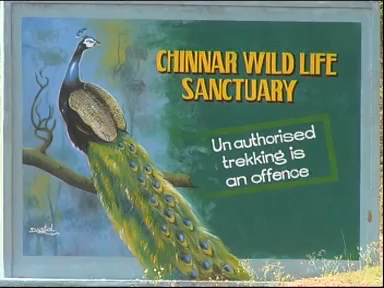 CHINNAR WILD LIFE
SANCTUARY
Un authorised
trekking is
an offence